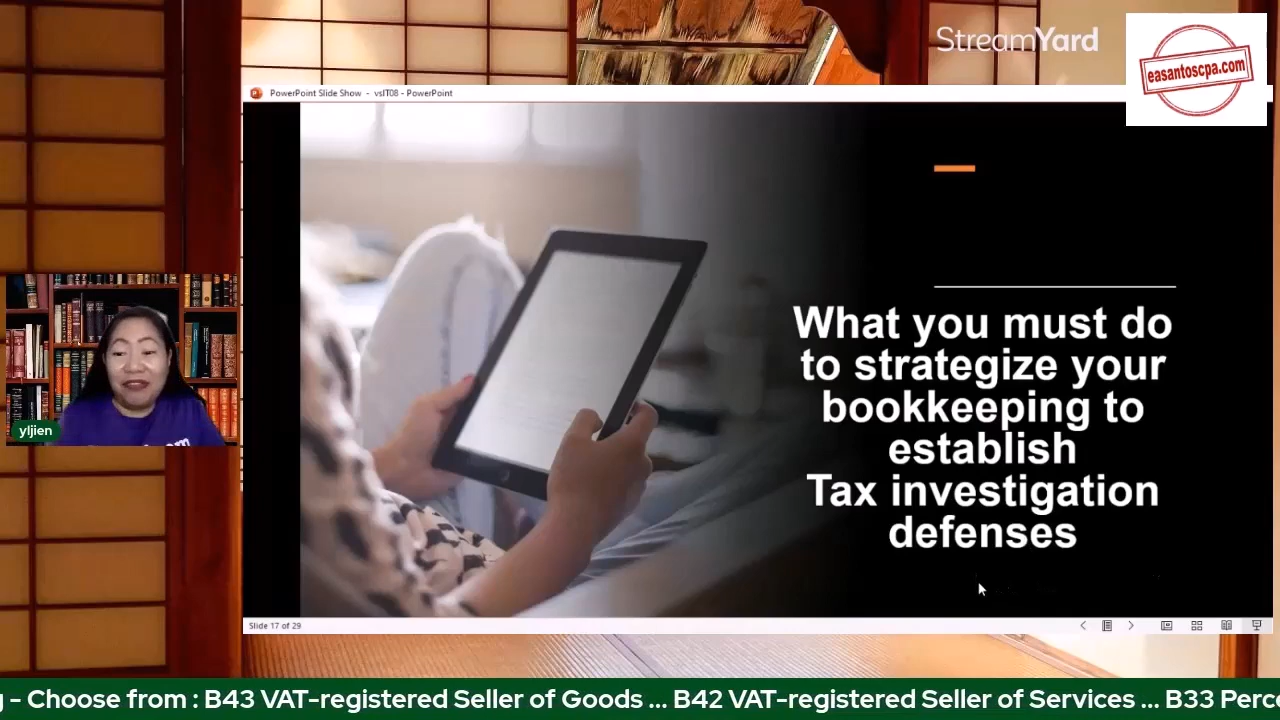 StreamYard
easantoscpa.com
PowerPoint Slide Show - vsIT08 - PowerPoint
What you must do
to strategize your
bookkeeping to
establish
Tax investigation
defenses
yljien
Slide 17 of 29
g - Choose from : B43 VAT-registered Seller of Goods ... B42 VAT-registered Seller of Services ... B33 Perce